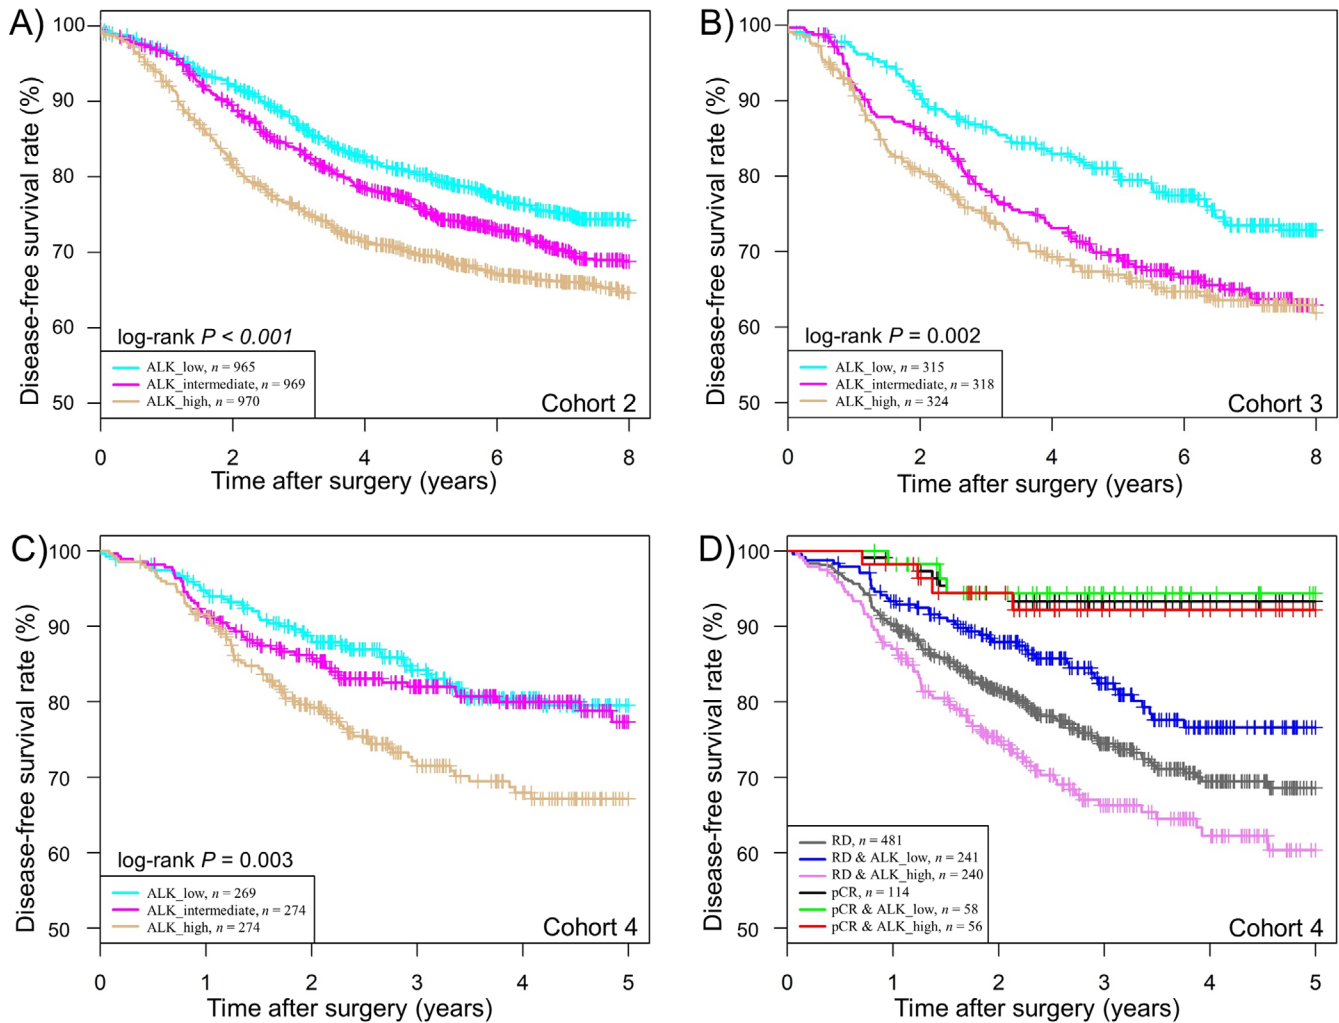 A)
Disease-free survival rate (%)
100
90
80
70
60
50
log-rank P < 0.001
ALK_low, n = 965
ALK_intermediate, n = 969
ALK_high, n = 970
Cohort 2
0 2 4 6 8
Time after surgery (years)
B)
Disease-free survival rate (%)
100
90
80
70
60
50
log-rank P = 0.002
ALK_low, n = 315
ALK_intermediate, n = 318
ALK_high, n = 324
Cohort 3
0 2 4 6 8
Time after surgery (years)
C)
Disease-free survival rate (%)
100
90
80
70
60
50
log-rank P = 0.003
ALK_low, n = 269
ALK_intermediate, n = 274
ALK_high, n = 274
Cohort 4
0 1 2 3 4 5
Time after surgery (years)
D)
Disease-free survival rate (%)
100
90
80
70
60
50
RD, n = 481
RD & ALK_low, n = 241
RD & ALK_high, n = 240
pCR, n = 114
pCR & ALK_low, n = 58
pCR & ALK_high, n = 56
Cohort 4
0 1 2 3 4 5
Time after surgery (years)